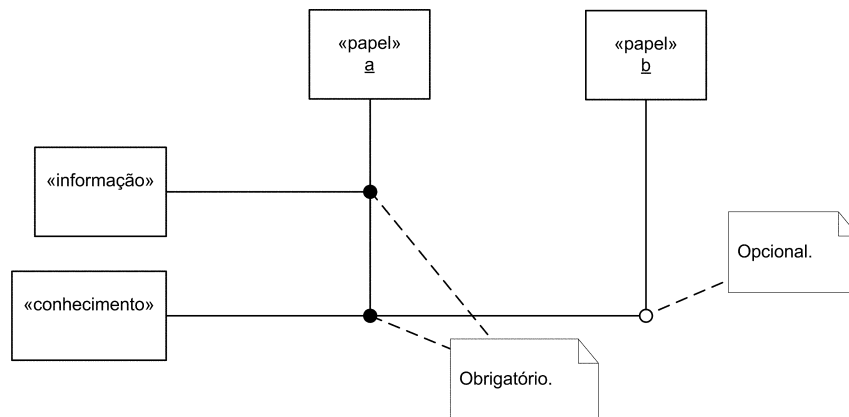 «papel»
a
«papel»
b
«informação»
Opcional.
«conhecimento»
Obrigatório.